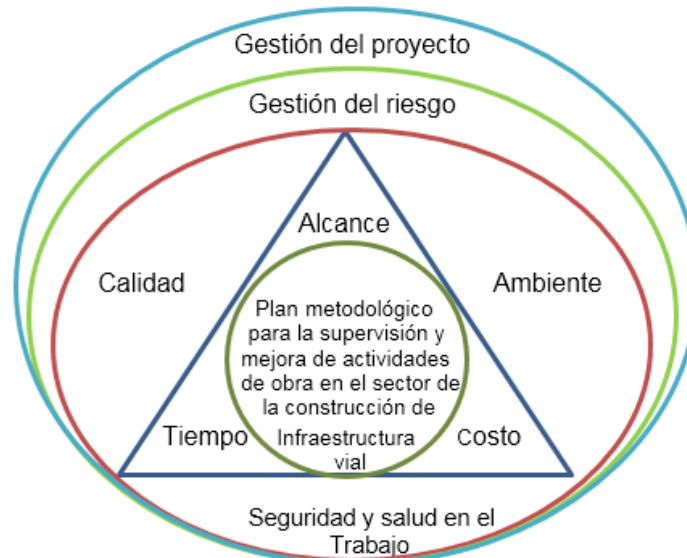 Gestión del proyecto
Gestión del riesgo
Alcance
Calidad
Ambiente
Plan metodológico
para la supervisión y
mejora de actividades
de obra en el sector de
la construcción de
Infraestructura
vial
Tiempo
Costo
Seguridad y salud en el
Trabajo